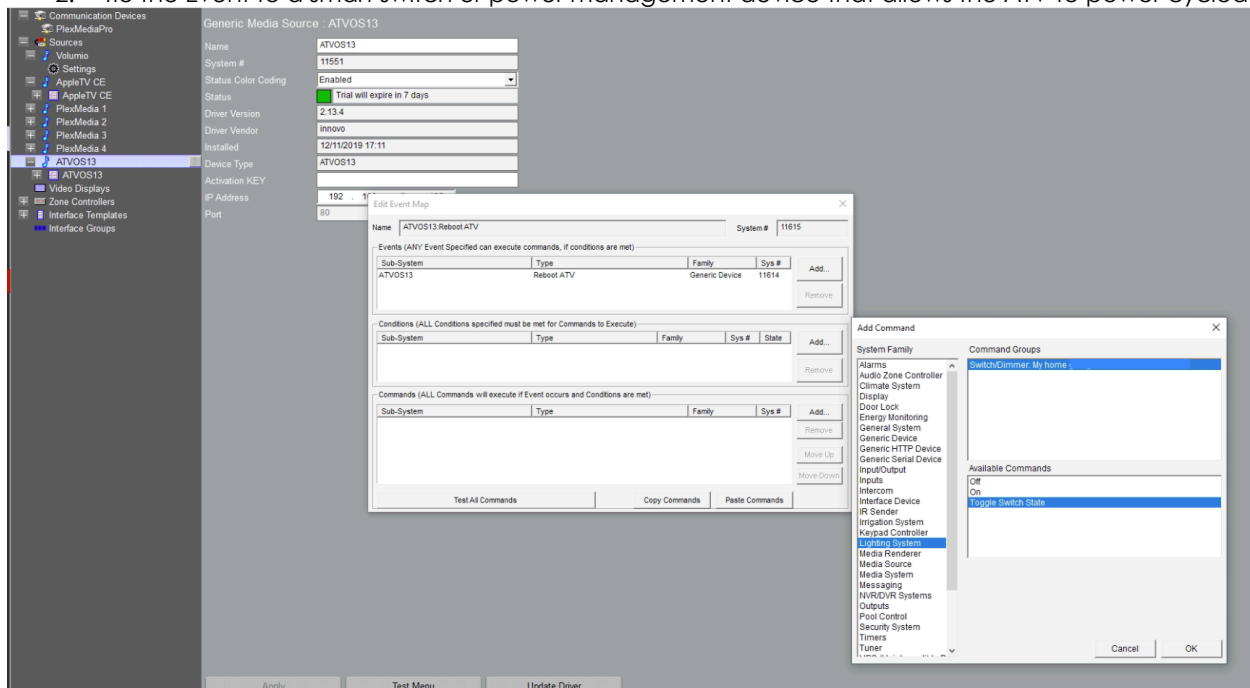 2. Tie the Event to a smart switch or power management device that allows the ATV to power cycled
Communication Devices
PlexMediaPro
Sources
Volumio
Settings
AppleTV CE
AppleTV CE
PlexMedia 1
PlexMedia 2
PlexMedia 3
PlexMedia 4
ATVOS13
ATVOS13
Video Displays
Zone Controllers
Interface Templates
Interface Groups
Generic Media Source : ATVOS13
Name ATVOS13
System # 11551
Status Color Coding Enabled
Status Trial will expire in 7 days
Driver Version 2.13.4
Driver Vendor innovo
Installed 12/11/2019 17:11
Device Type ATVOS13
Activation KEY
IP Address 192 .
Port 80
Apply Test Menu Update Driver
Edit Event Map
Name ATVOS13:Reboot ATV System # 11615
Events (ANY Event Specified can execute commands, if conditions are met)
Sub-System Type Family Sys #
ATVOS13 Reboot ATV Generic Device 11614
Add...
Remove
Conditions (ALL Conditions specified must be met for Commands to Execute)
Sub-System Type Family Sys # State
Add...
Remove
Commands (ALL Commands will execute if Event occurs and Conditions are met)
Sub-System Type Family Sys #
Add...
Remove
Move Up
Move Down
Test All Commands Copy Commands Paste Commands
Add Command
System Family
Alarms
Audio Zone Controller
Climate System
Display
Door Lock
Energy Monitoring
General System
Generic Device
Generic HTTP Device
Generic Serial Device
Input/Output
Inputs
Intercom
Interface Device
IR Sender
Irrigation System
Keypad Controller
Lighting System
Media Renderer
Media Source
Media System
Messaging
NVR/DVR Systems
Outputs
Pool Control
Security System
Timers
Tuner
Command Groups
Switch/Dimmer: My home
Available Commands
Off
On
Toggle Switch State
Cancel OK